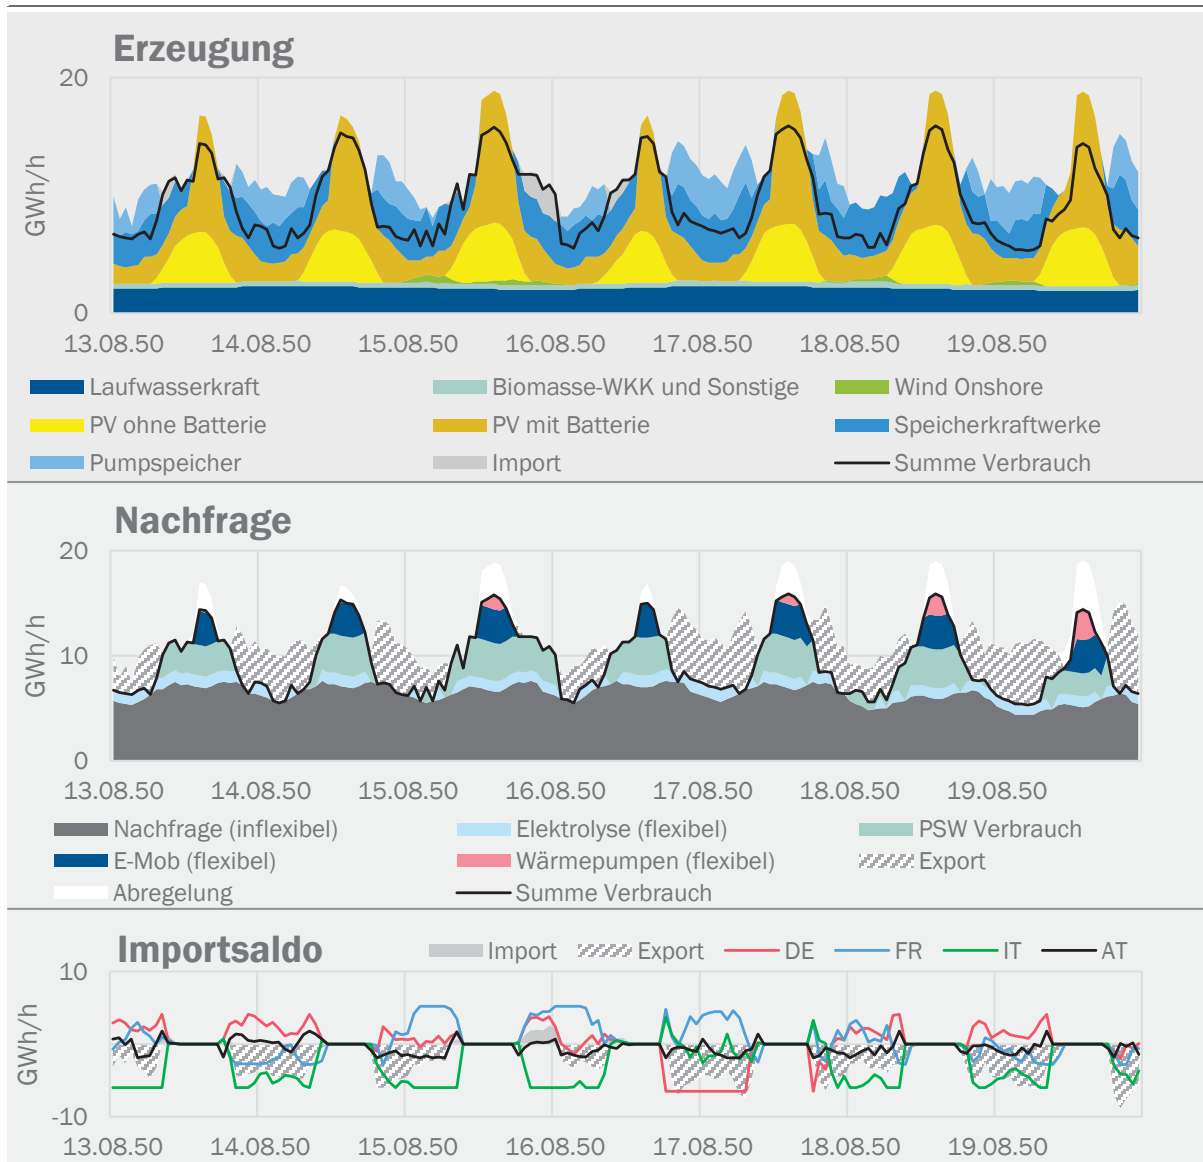 Erzeugung
20
GWh/h
0
13.08.50 14.08.50 15.08.50 16.08.50 17.08.50 18.08.50 19.08.50
Laufwasserkraft Biomasse-WKK und Sonstige Wind Onshore
PV ohne Batterie PV mit Batterie Speicherkraftwerke
Pumpspeicher Import Summe Verbrauch
Nachfrage
20
10
GWh/h
0
13.08.50 14.08.50 15.08.50 16.08.50 17.08.50 18.08.50 19.08.50
Nachfrage (inflexibel) Elektrolyse (flexibel) PSW Verbrauch
E-Mob (flexibel) Wärmepumpen (flexibel) Export
Abregelung Summe Verbrauch
Importsaldo Import Export DE FR IT AT
10
GWh/h
-10
13.08.50 14.08.50 15.08.50 16.08.50 17.08.50 18.08.50 19.08.50